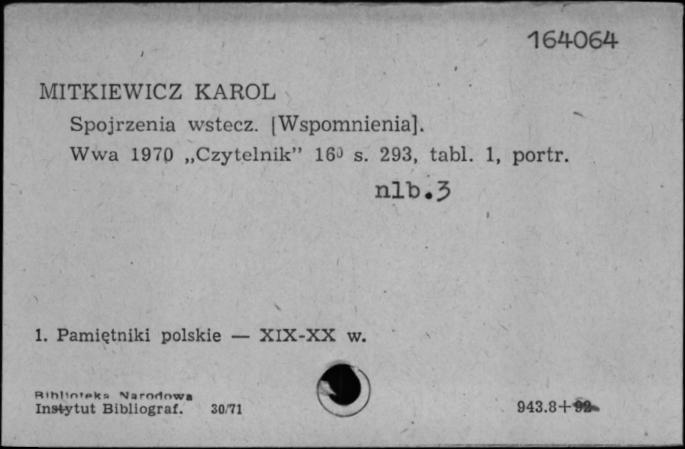 164064
MITKIEWICZ KAROL
Spojrzenia wstecz. [Wspomnienia].
Wwa 1970 „Czytelnik” 16⁰ s. 293, tabl. 1, portr.
nlb.3
1. Pamiętniki polskie — XIX-XX w.
Biblioteka Narodowa
Instytut Bibliograf. 30/71
943.8+92